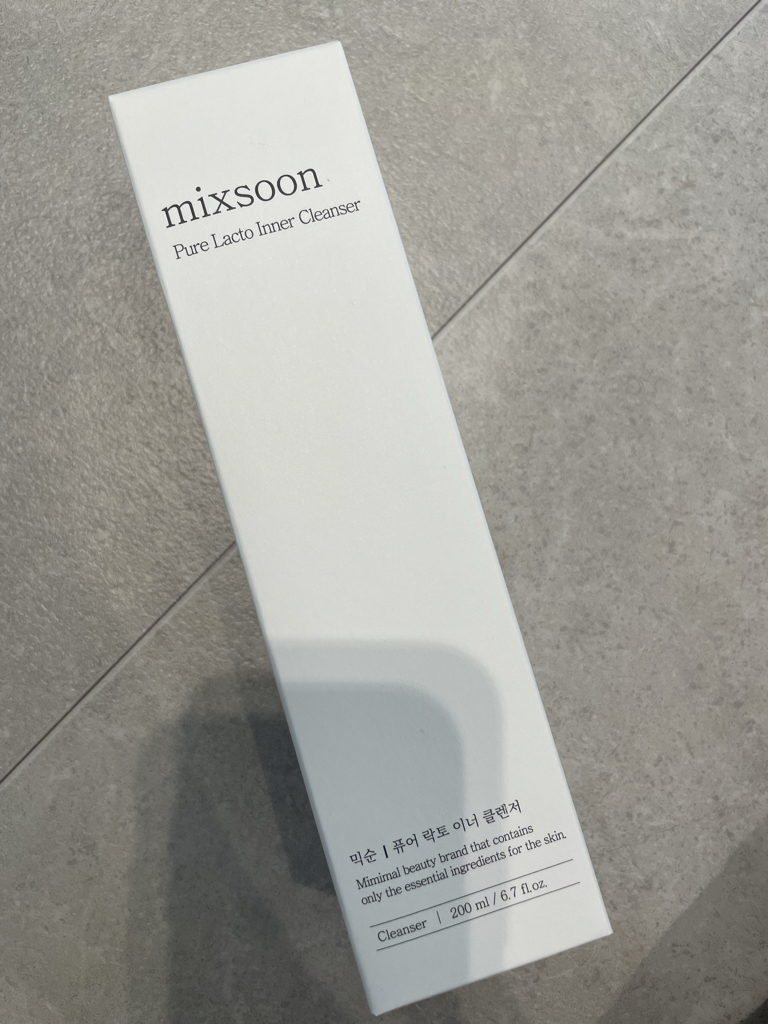 mixsoon
Pure Lacto Inner Cleanser
믹순 | 퓨어 락토 이너 클렌저
Mimimal beauty brand that contains
only the essential ingredients for the skin.
Cleanser | 200 ml / 6.7 fl.oz.